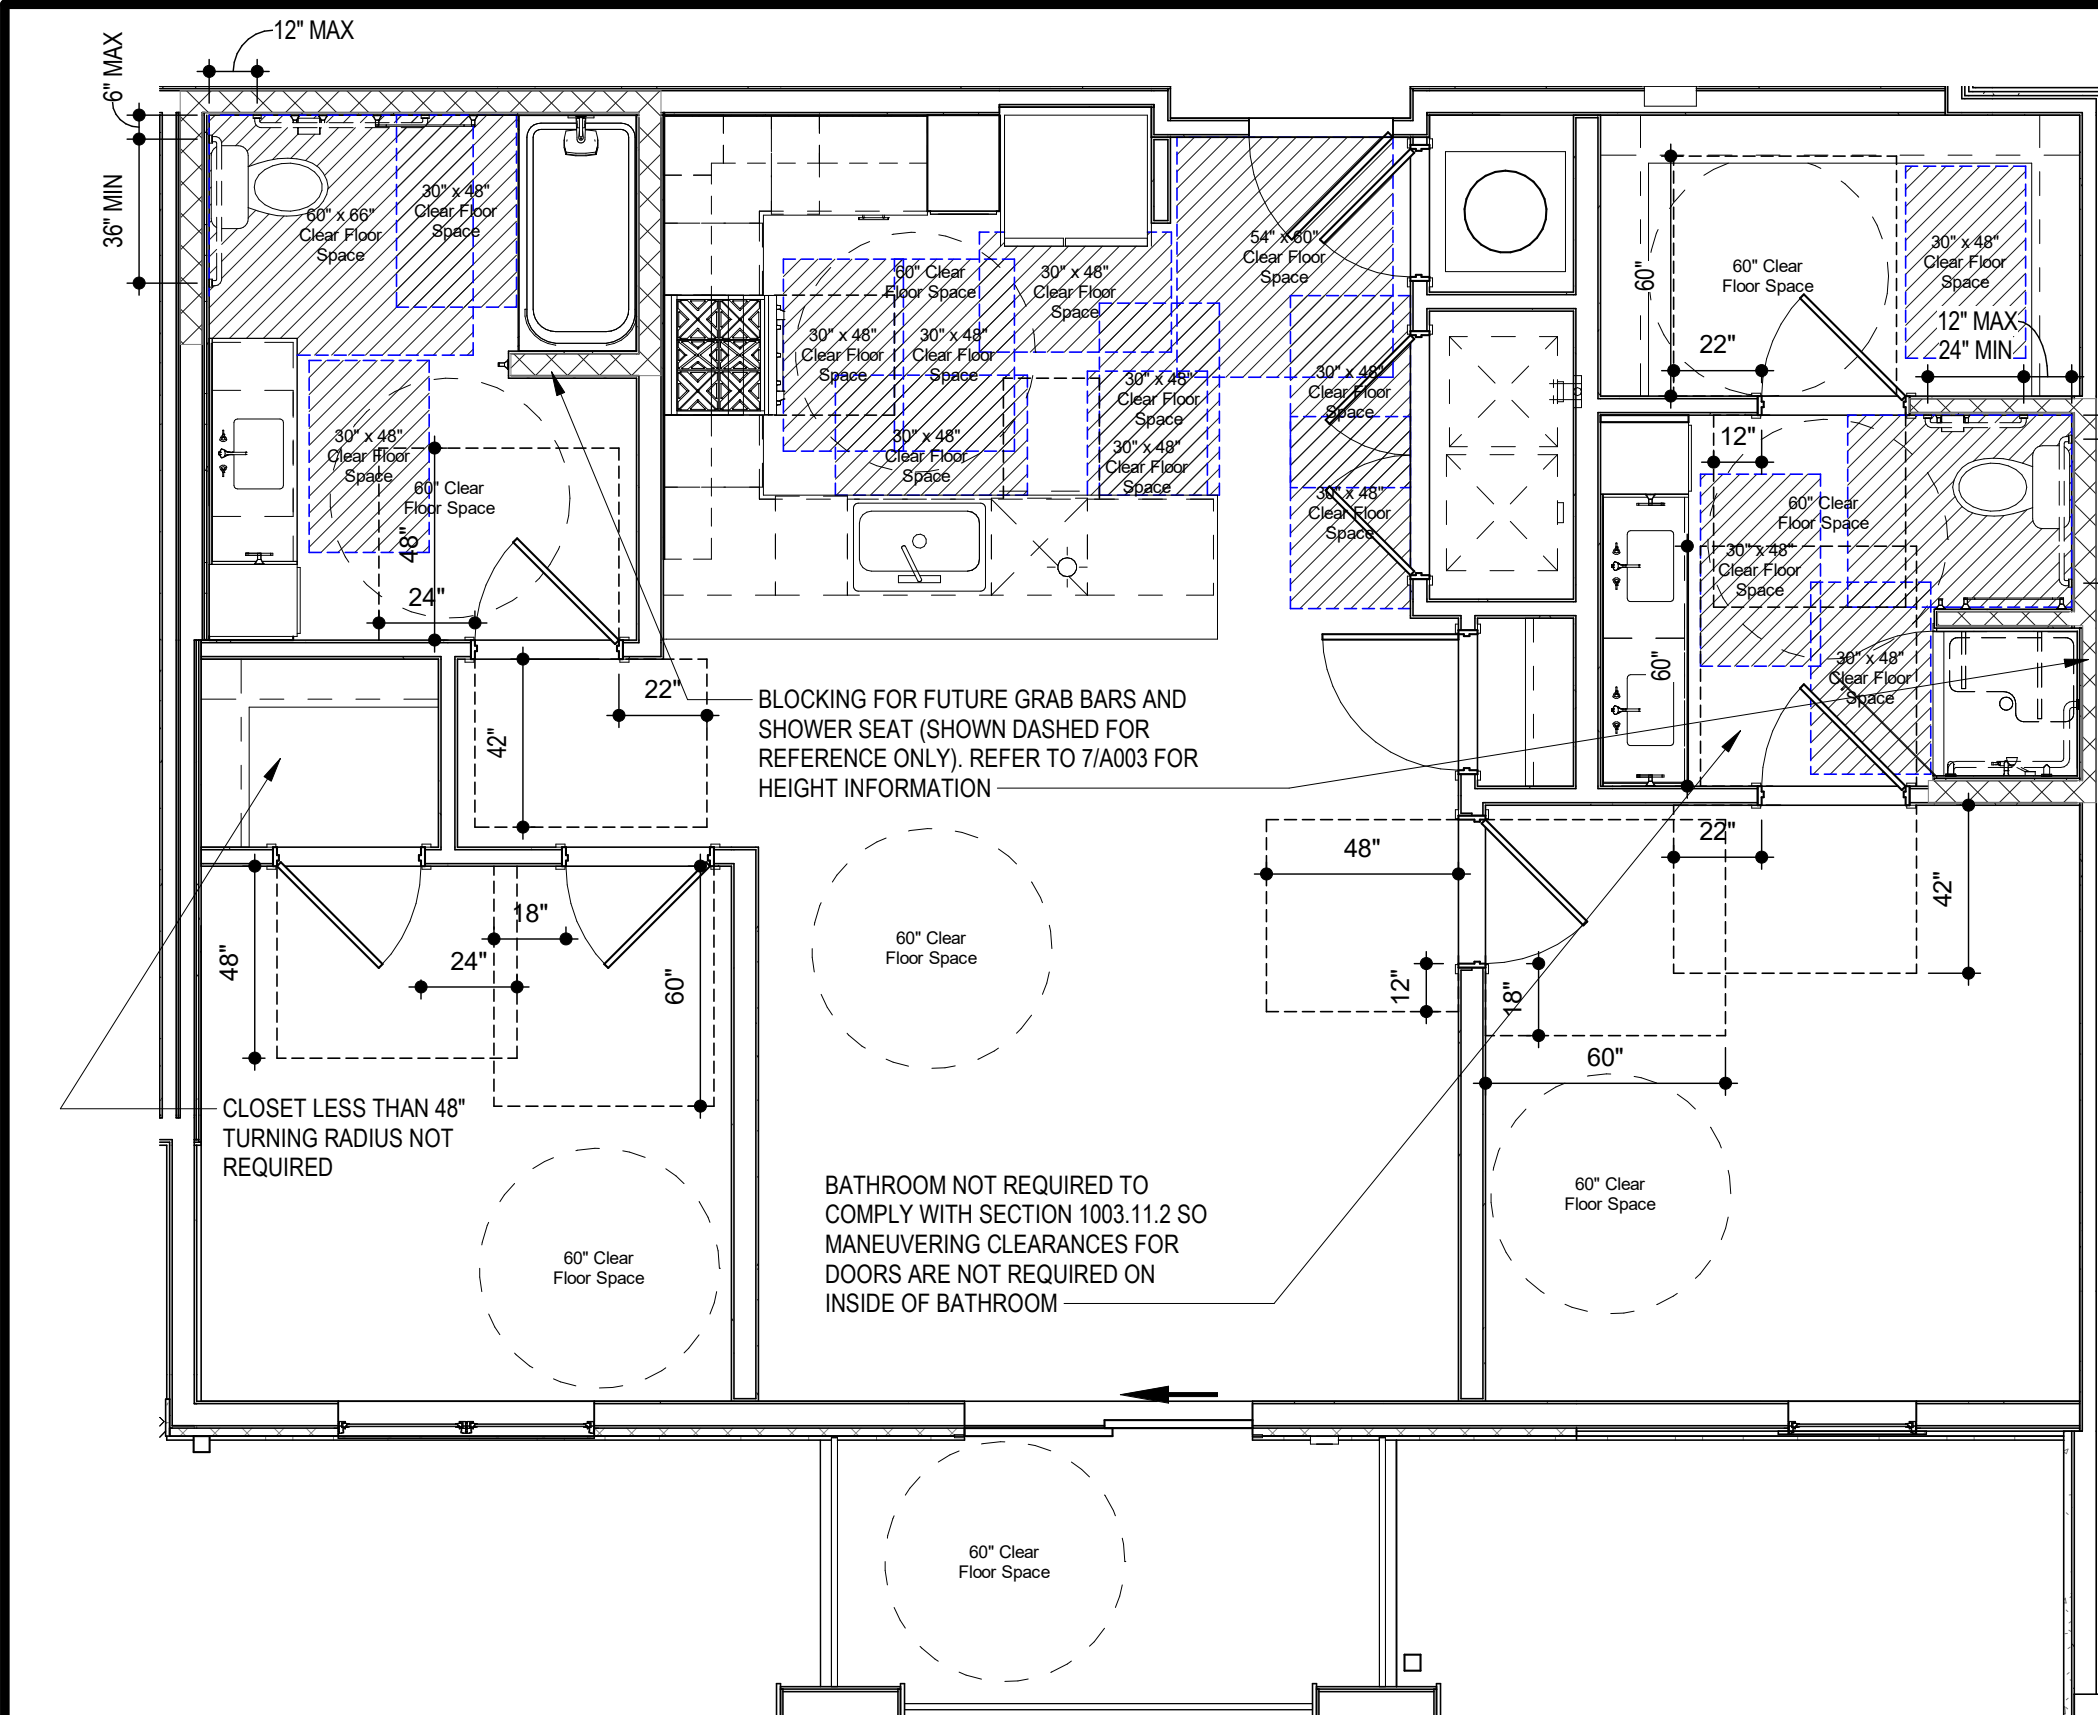 12" MAX
6" MAX
36" MIN
60" x 66"
Clear Floor
Space
30" x 48"
Clear Floor
Space
30" x 48"
Clear Floor
Space
60" Clear
Floor Space
48"
24"
60" Clear
Floor Space
30" x 48"
Clear Floor
Space
30" x 48"
Clear Floor
Space
30" x 48"
Clear Floor
Space
30" x 48"
Clear Floor
Space
30" x 48"
Clear Floor
Space
30" x 48"
Clear Floor
Space
54" x 60"
Clear Floor
Space
30" x 48"
Clear Floor
Space
30" x 48"
Clear Floor
Space
60"
60" Clear
Floor Space
22"
30" x 48"
Clear Floor
Space
12" MAX
24" MIN
12"
60" Clear
Floor Space
30" x 48"
Clear Floor
Space
30" x 48"
Clear Floor
Space
60"
42"
22"
BLOCKING FOR FUTURE GRAB BARS AND
SHOWER SEAT (SHOWN DASHED FOR
REFERENCE ONLY). REFER TO 7/A003 FOR
HEIGHT INFORMATION
48"
24"
18"
60"
60" Clear
Floor Space
48"
12"
18"
60"
22"
42"
CLOSET LESS THAN 48"
TURNING RADIUS NOT
REQUIRED
BATHROOM NOT REQUIRED TO
COMPLY WITH SECTION 1003.11.2 SO
MANEUVERING CLEARANCES FOR
DOORS ARE NOT REQUIRED ON
INSIDE OF BATHROOM
60" Clear
Floor Space
60" Clear
Floor Space
60" Clear
Floor Space